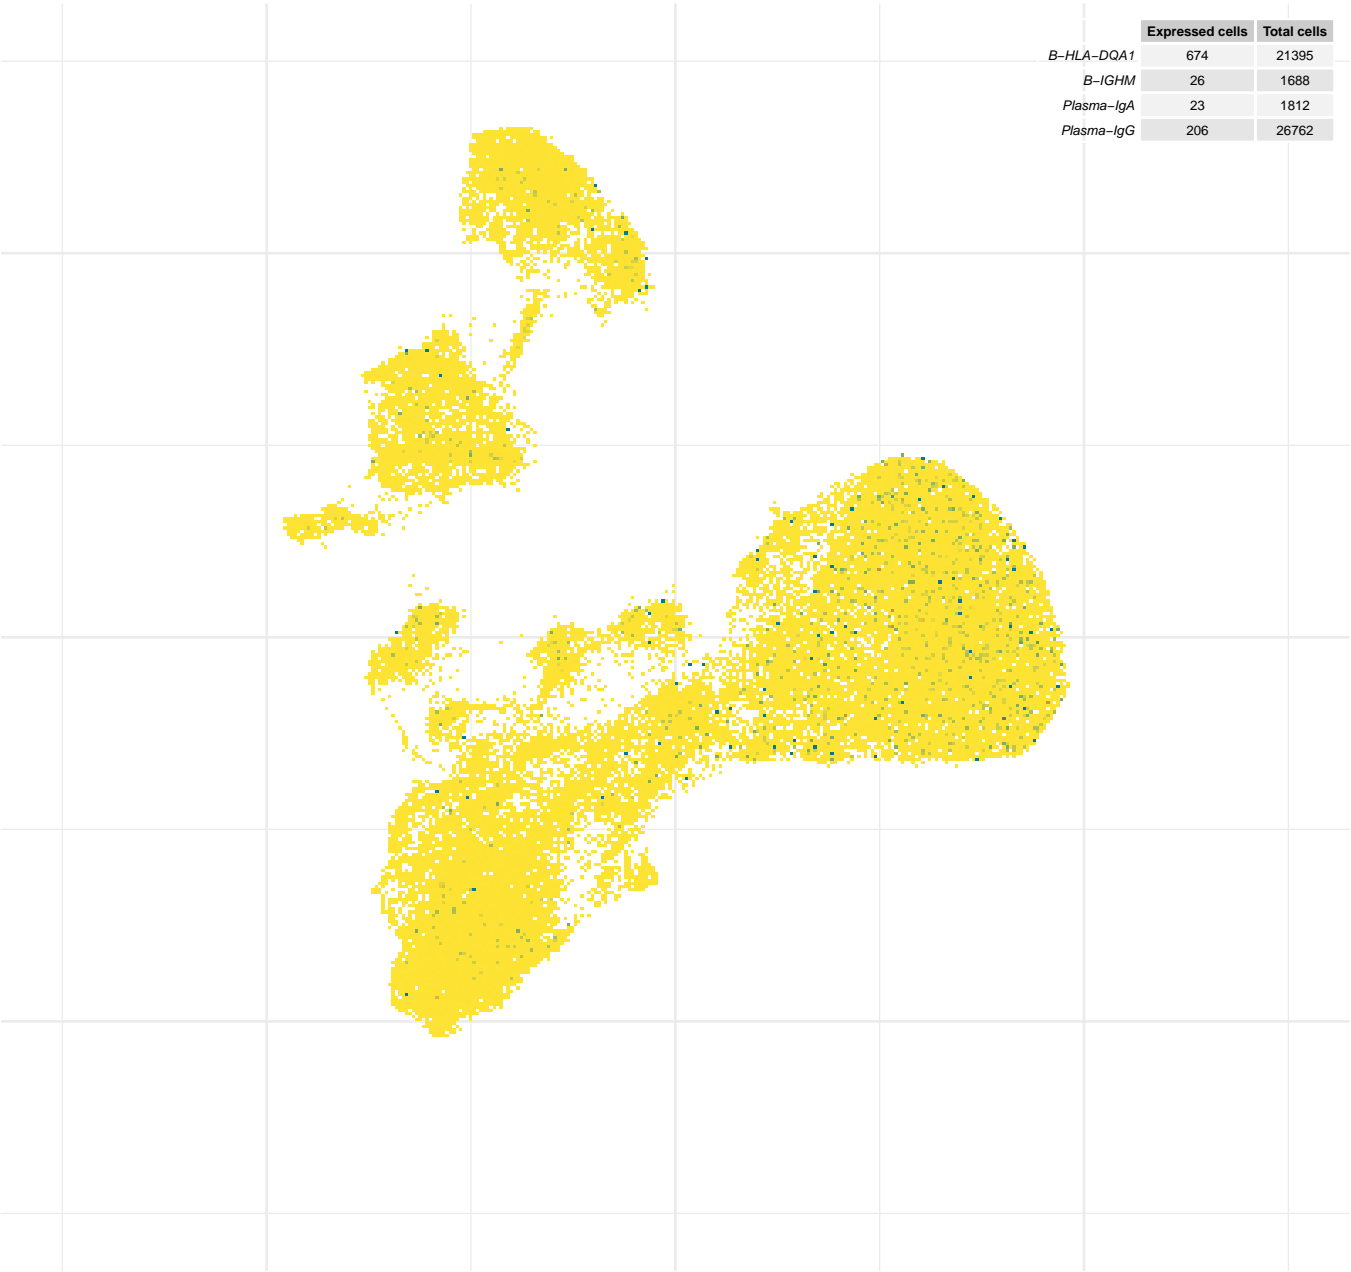 Expressed cells Total cells
B−HLA−DQA1 674 21395
B−IGHM 26 1688
Plasma−IgA 23 1812
Plasma−IgG 206 26762